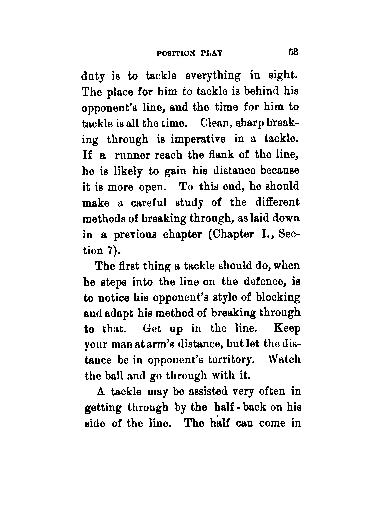 POSITION PLAY 63
duty is to tackle everything in sight.
The place for him to tackle is behind his
opponent's line, and the time for him to
tackle is all the time. Clean, sharp break-
ing through is imperative in a tackle.
If a runner reach the flank of the line,
he is likely to gain his distance because
it is more open. To this end, he should
make a careful study of the different
methods of breaking through, as laid down
in a previous chapter (Chapter I., Sec-
tion 7).
The first thing a tackle should do, when
he steps into the line on the defence, is
to notice his opponent's style of blocking
and adapt his method of breaking through
to that. Get up in the line. Keep
your man at arm's distance, but let the dis-
tance be in opponent's territory. Watch
the ball and go through with it.
A tackle may be assisted very often in
getting through by the half-back on his
side of the line. The half can come in